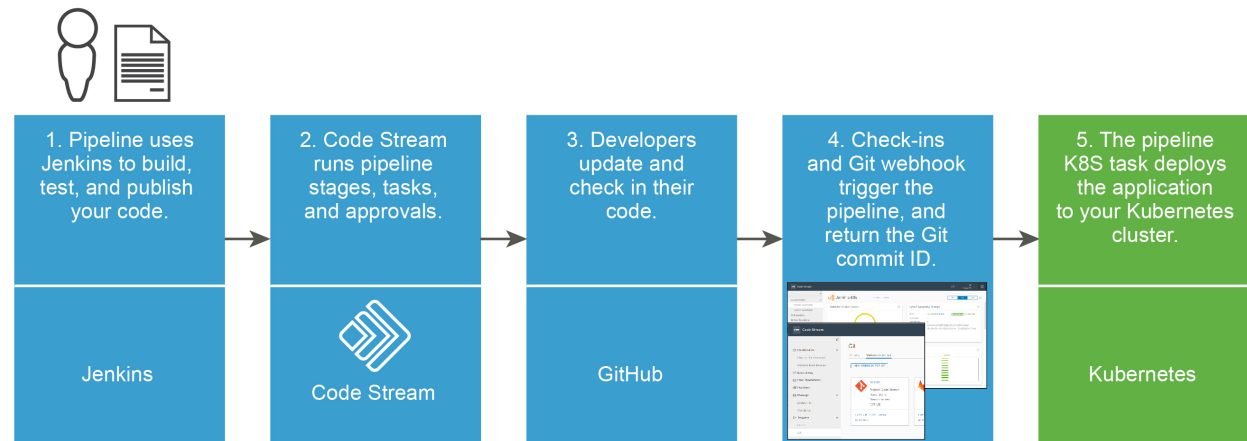 1. Pipeline uses
Jenkins to build,
test, and publish
your code.
2. Code Stream
runs pipeline
stages, tasks,
and approvals.
3. Developers
update and
check in their
code.
4. Check-ins
and Git webhook
trigger the
pipeline, and
return the Git
commit ID.
5. The pipeline
K8S task deploys
the application
to your Kubernetes
cluster.
Jenkins
Code Stream
GitHub
Code Stream
Git
Kubernetes